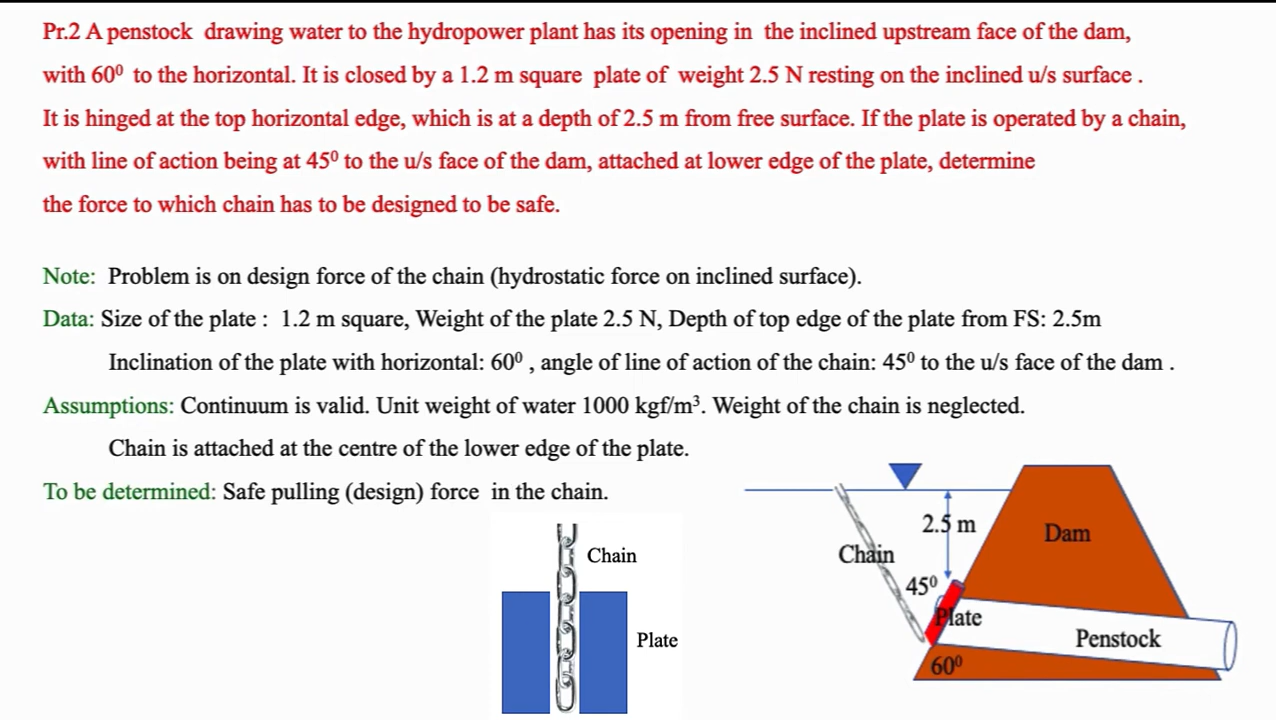 Pr.2 A penstock drawing water to the hydropower plant has its opening in the inclined upstream face of the dam,
with 60⁰ to the horizontal. It is closed by a 1.2 m square plate of weight 2.5 N resting on the inclined u/s surface .
It is hinged at the top horizontal edge, which is at a depth of 2.5 m from free surface. If the plate is operated by a chain,
with line of action being at 45⁰ to the u/s face of the dam, attached at lower edge of the plate, determine
the force to which chain has to be designed to be safe.
Note: Problem is on design force of the chain (hydrostatic force on inclined surface).
Data: Size of the plate : 1.2 m square, Weight of the plate 2.5 N, Depth of top edge of the plate from FS: 2.5m
Inclination of the plate with horizontal: 60⁰ , angle of line of action of the chain: 45⁰ to the u/s face of the dam .
Assumptions: Continuum is valid. Unit weight of water 1000 kgf/m³. Weight of the chain is neglected.
Chain is attached at the centre of the lower edge of the plate.
To be determined: Safe pulling (design) force in the chain.
Chain
Plate
2.5 m
Dam
Chain
45⁰
Plate
Penstock
60⁰